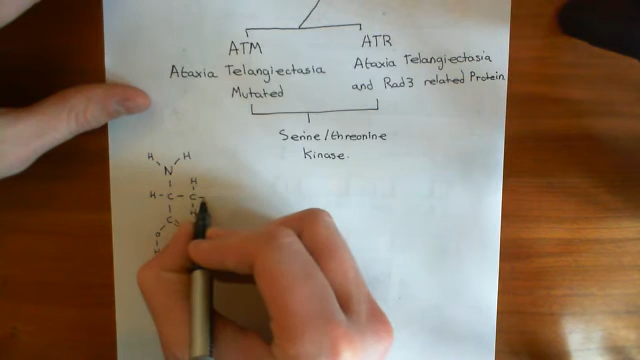 ATM
Ataxia Telangiectasia
Mutated
ATR
Ataxia Telangiectasia
and Rad3 related Protein
Serine/threonine
Kinase.
H H
N
H
H-C-C-
H
C
O
H